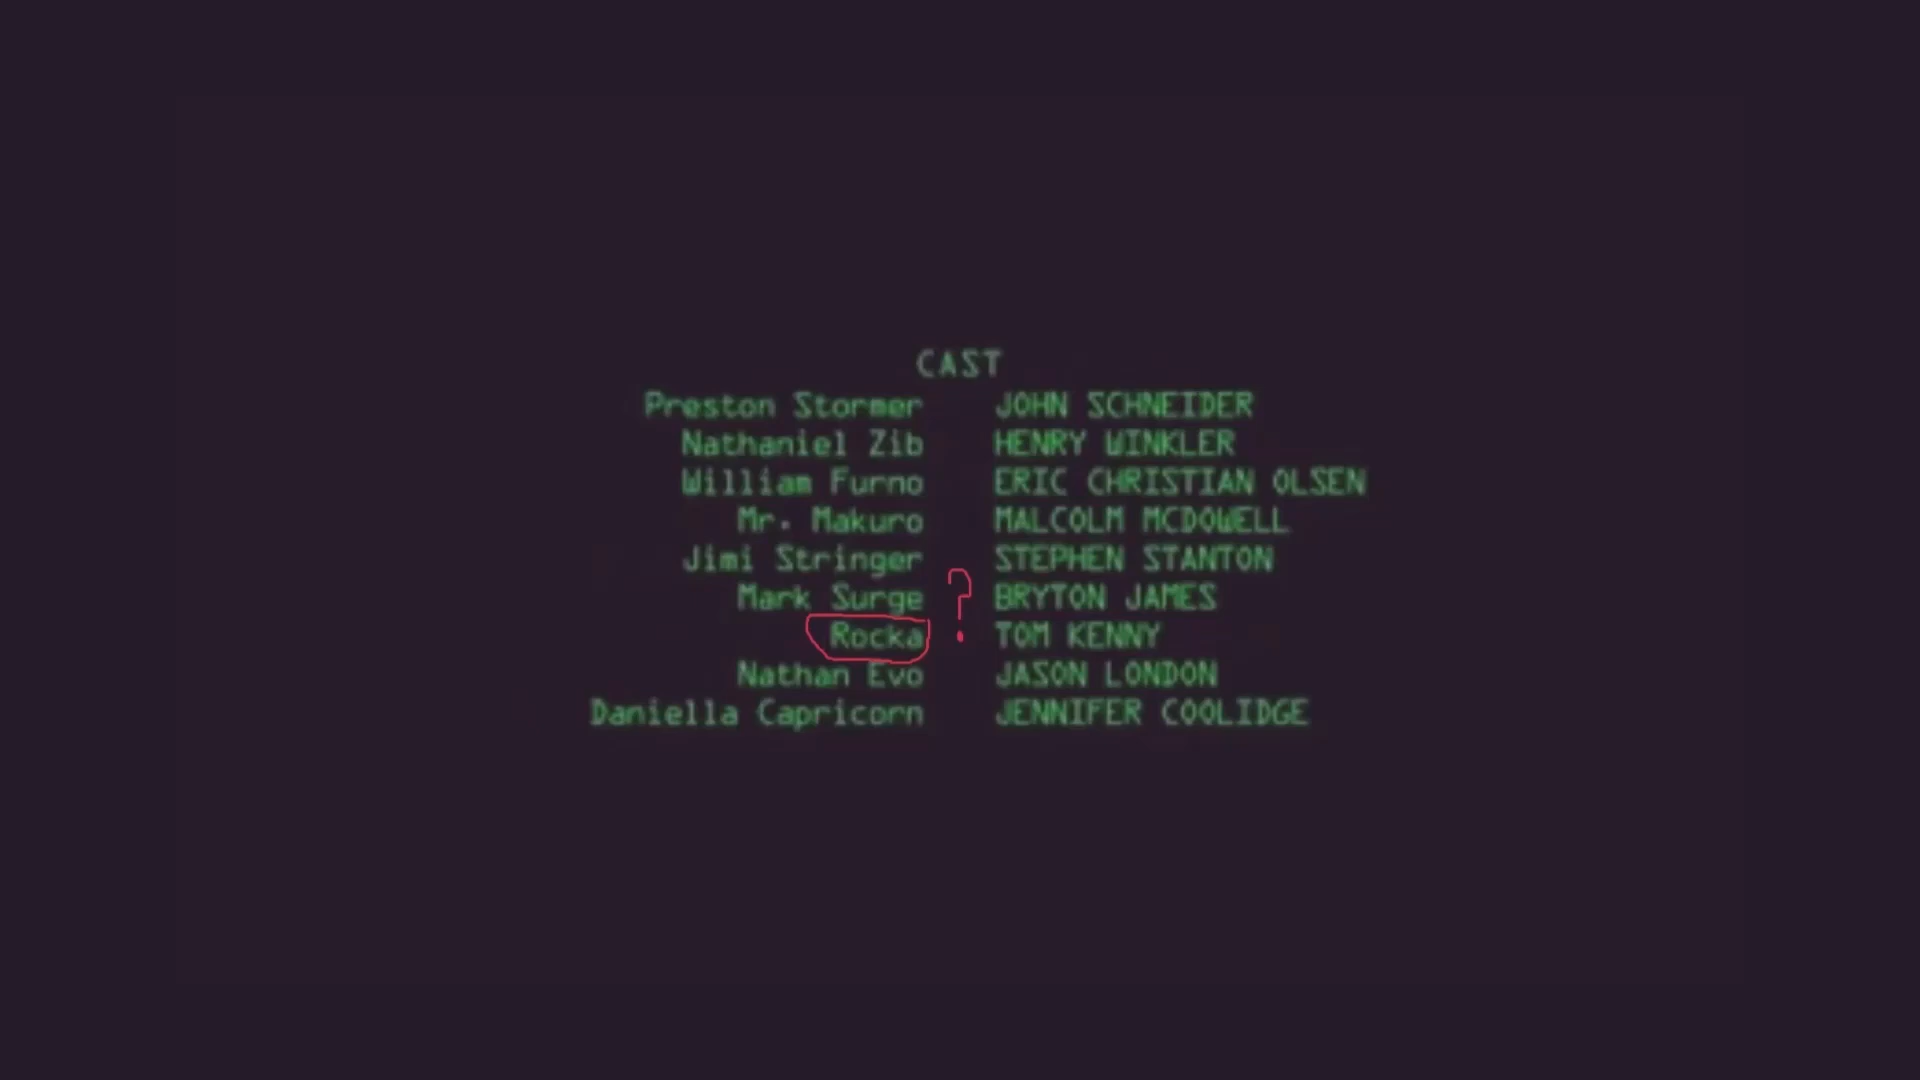 CAST
Preston Stormer JOHN SCHNEIDER
Nathaniel Zib HENRY WINKLER
William Furno ERIC CHRISTIAN OLSEN
Mr. Makuro MALCOLM MCDOWELL
Jimi Stringer STEPHEN STANTON
Mark Surge BRYTON JAMES
Rocka ? TOM KENNY
Nathan Evo JASON LONDON
Daniella Capricorn JENNIFER COOLIDGE